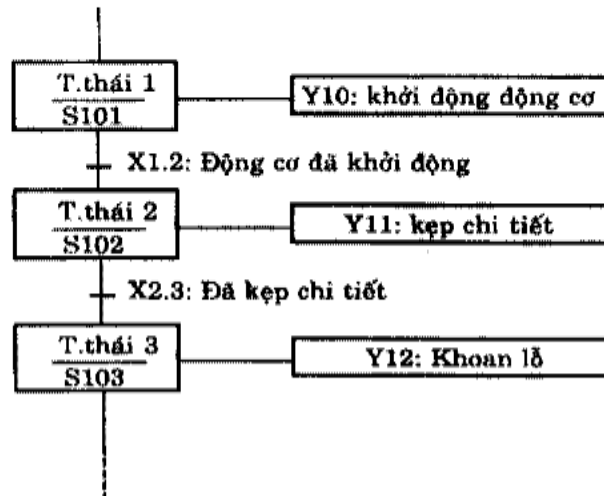 T.thái 1
S101
Y10: khởi động động cơ
X1.2: Động cơ đã khởi động
T.thái 2
S102
Y11: kẹp chi tiết
X2.3: Đã kẹp chi tiết
T.thái 3
S103
Y12: Khoan lỗ